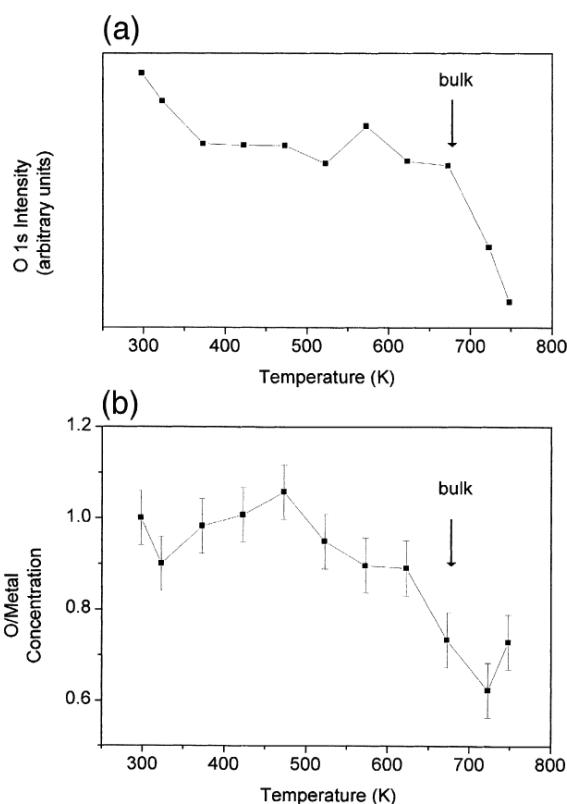 (a)
bulk
O 1s Intensity
(arbitrary units)
300 400 500 600 700 800
Temperature (K)
(b)
1.2
1.0
0.8
0.6
bulk
O/Metal
Concentration
300 400 500 600 700 800
Temperature (K)